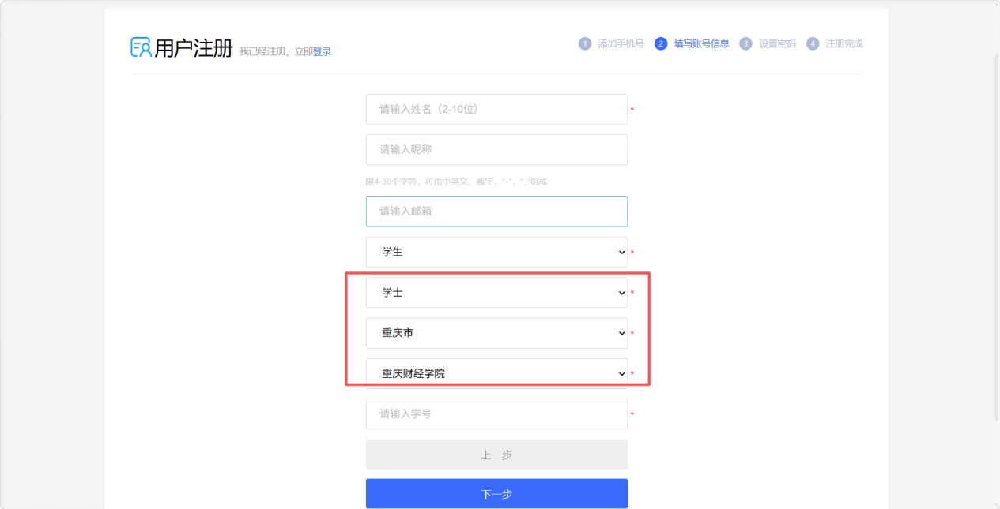 用户注册 我已经注册，立即登录
1 添加手机号 2 填写账号信息 3 设置密码 4 注册完成
请输入姓名（2-10位） *
请输入昵称
限4-30个字符，可由中英文、数字，"-"，"_"组成
请输入邮箱
学生 *
学士 *
重庆市 *
重庆财经学院 *
请输入学号 *
上一步
下一步